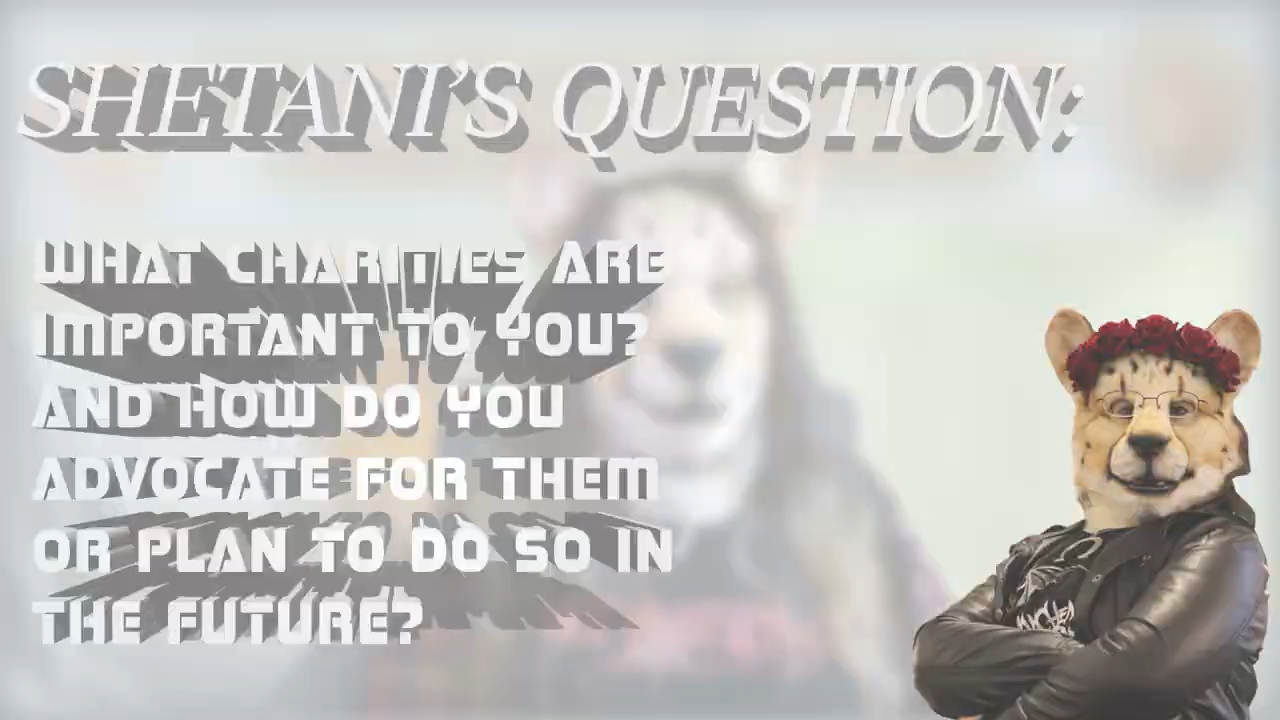 SHETANI'S QUESTION:
WHAT CHARITIES ARE
IMPORTANT TO YOU?
AND HOW DO YOU
ADVOCATE FOR THEM
OR PLAN TO DO SO IN
THE FUTURE?